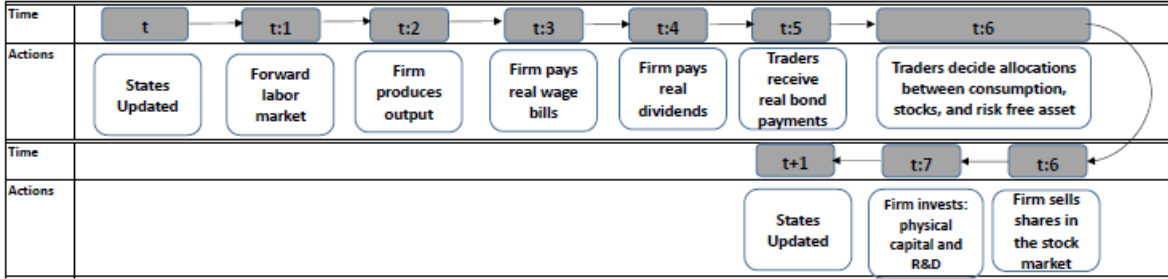 Time
t
t:1
t:2
t:3
t:4
t:5
t:6
Actions
States
Updated
Forward
labor
market
Firm
produces
output
Firm pays
real wage
bills
Firm pays
real
dividends
Traders
receive
real bond
payments
Traders decide allocations
between consumption,
stocks, and risk free asset
Time
t+1
t:7
t:6
Actions
States
Updated
Firm invests:
physical
capital and
R&D
Firm sells
shares in
the stock
market